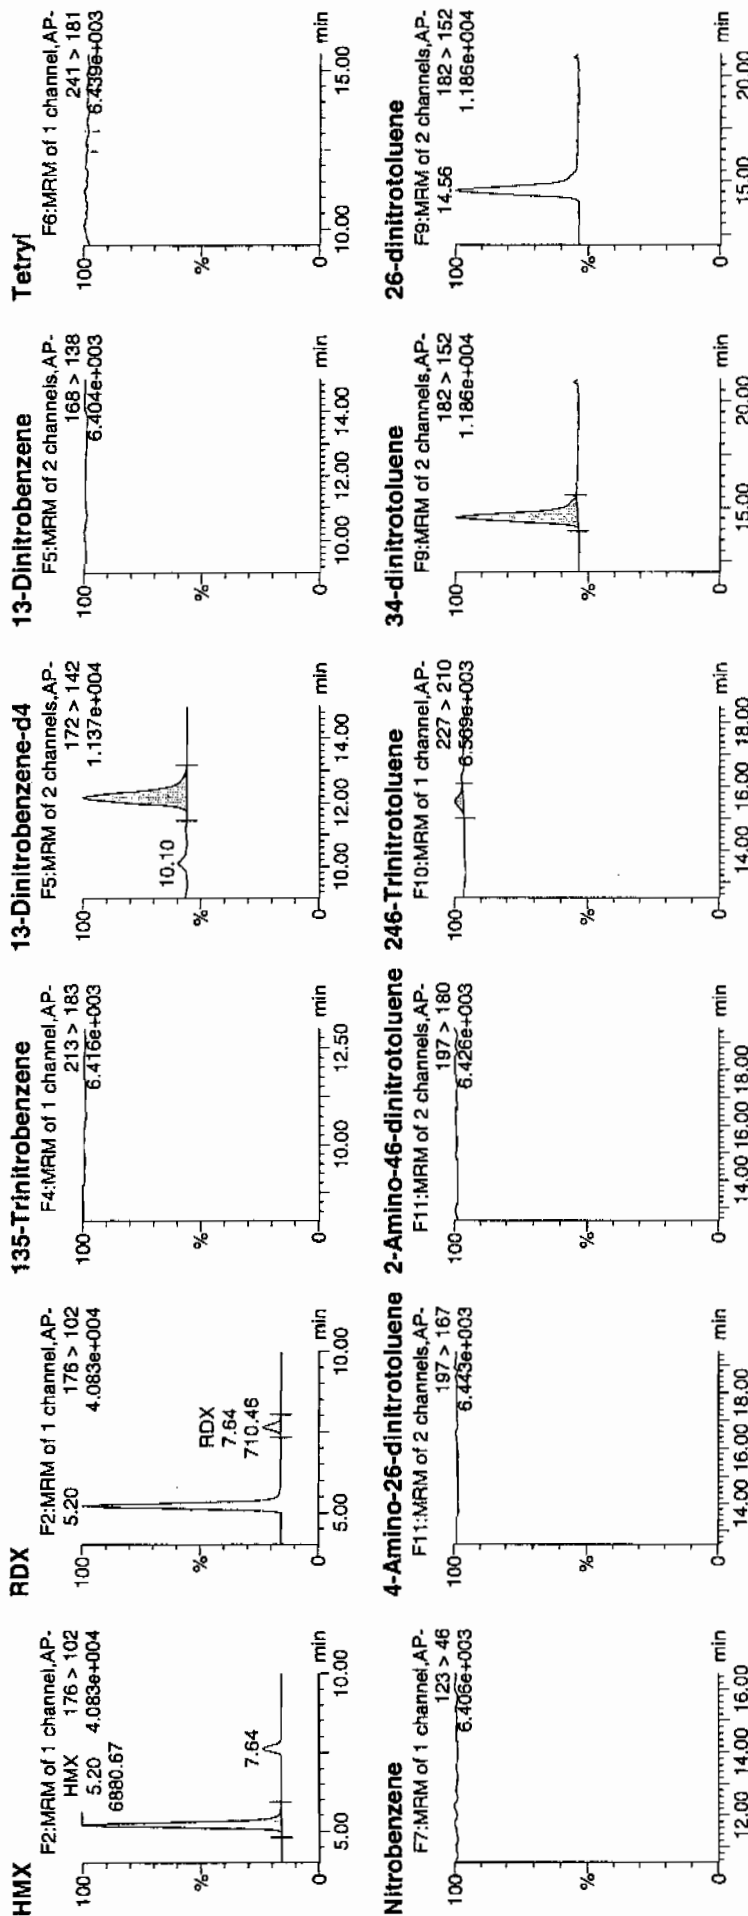 HMX
F2:MRM of 1 channel,AP-
176 > 102
4.083e+004
HMX
5.20
6880.67
7.64
100
%
0
5.00
10.00
min
RDX
F2:MRM of 1 channel,AP-
176 > 102
4.083e+004
5.20
RDX
7.64
710.46
100
%
0
5.00
10.00
min
135-Trinitrobenzene
F4:MRM of 1 channel,AP-
213 > 183
6.416e+003
100
%
0
10.00
12.50
min
13-Dinitrobenzene-d4
F5:MRM of 2 channels,AP-
172 > 142
1.137e+004
10.10
100
%
0
10.00
12.00
14.00
min
13-Dinitrobenzene
F5:MRM of 2 channels,AP-
168 > 138
6.404e+003
100
%
0
10.00
12.00
14.00
min
Tetryl
F6:MRM of 1 channel,AP-
241 > 181
6.439e+003
100
%
0
10.00
15.00
min
Nitrobenzene
F7:MRM of 1 channel,AP-
123 > 46
6.406e+003
100
%
0
12.00
14.00
16.00
min
4-Amino-26-dinitrotoluene
F11:MRM of 2 channels,AP-
197 > 167
6.443e+003
100
%
0
14.00
16.00
18.00
min
2-Amino-46-dinitrotoluene
F11:MRM of 2 channels,AP-
197 > 180
6.426e+003
100
%
0
14.00
16.00
18.00
min
246-Trinitrotoluene
F10:MRM of 1 channel,AP-
227 > 210
6.589e+003
100
%
0
14.00
16.00
18.00
min
34-dinitrotoluene
F9:MRM of 2 channels,AP-
182 > 152
1.186e+004
100
%
0
15.00
20.00
min
26-dinitrotoluene
F9:MRM of 2 channels,AP-
182 > 152
1.186e+004
14.56
100
%
0
15.00
20.00
min